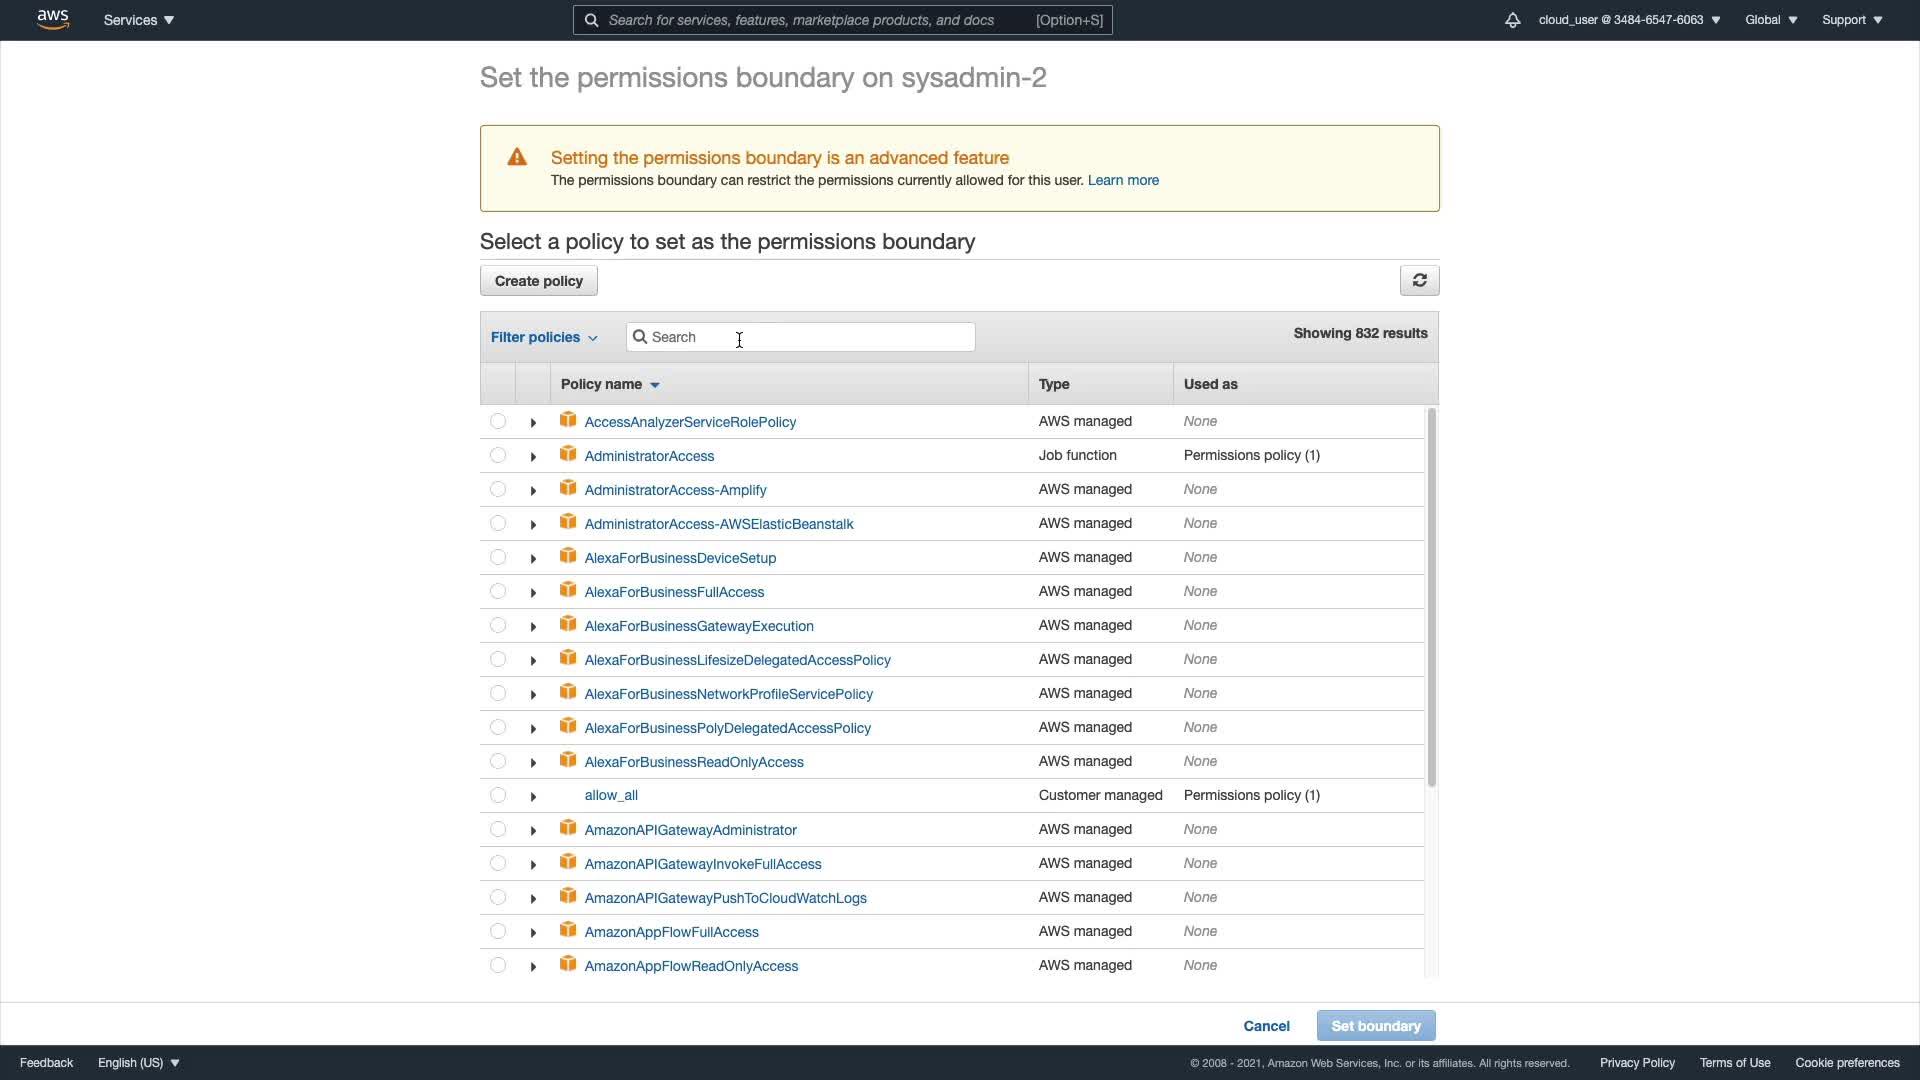 aws Services Search for services, features, marketplace products, and docs [Option+S] cloud_user @ 3484-6547-6063 Global Support
Set the permissions boundary on sysadmin-2
Setting the permissions boundary is an advanced feature
The permissions boundary can restrict the permissions currently allowed for this user. Learn more
Select a policy to set as the permissions boundary
Create policy
Filter policies Search Showing 832 results
Policy name Type Used as
AccessAnalyzerServiceRolePolicy AWS managed None
AdministratorAccess Job function Permissions policy (1)
AdministratorAccess-Amplify AWS managed None
AdministratorAccess-AWSElasticBeanstalk AWS managed None
AlexaForBusinessDeviceSetup AWS managed None
AlexaForBusinessFullAccess AWS managed None
AlexaForBusinessGatewayExecution AWS managed None
AlexaForBusinessLifesizeDelegatedAccessPolicy AWS managed None
AlexaForBusinessNetworkProfileServicePolicy AWS managed None
AlexaForBusinessPolyDelegatedAccessPolicy AWS managed None
AlexaForBusinessReadOnlyAccess AWS managed None
allow_all Customer managed Permissions policy (1)
AmazonAPIGatewayAdministrator AWS managed None
AmazonAPIGatewayInvokeFullAccess AWS managed None
AmazonAPIGatewayPushToCloudWatchLogs AWS managed None
AmazonAppFlowFullAccess AWS managed None
AmazonAppFlowReadOnlyAccess AWS managed None
Cancel Set boundary
Feedback English (US) © 2008 - 2021, Amazon Web Services, Inc. or its affiliates. All rights reserved. Privacy Policy Terms of Use Cookie preferences